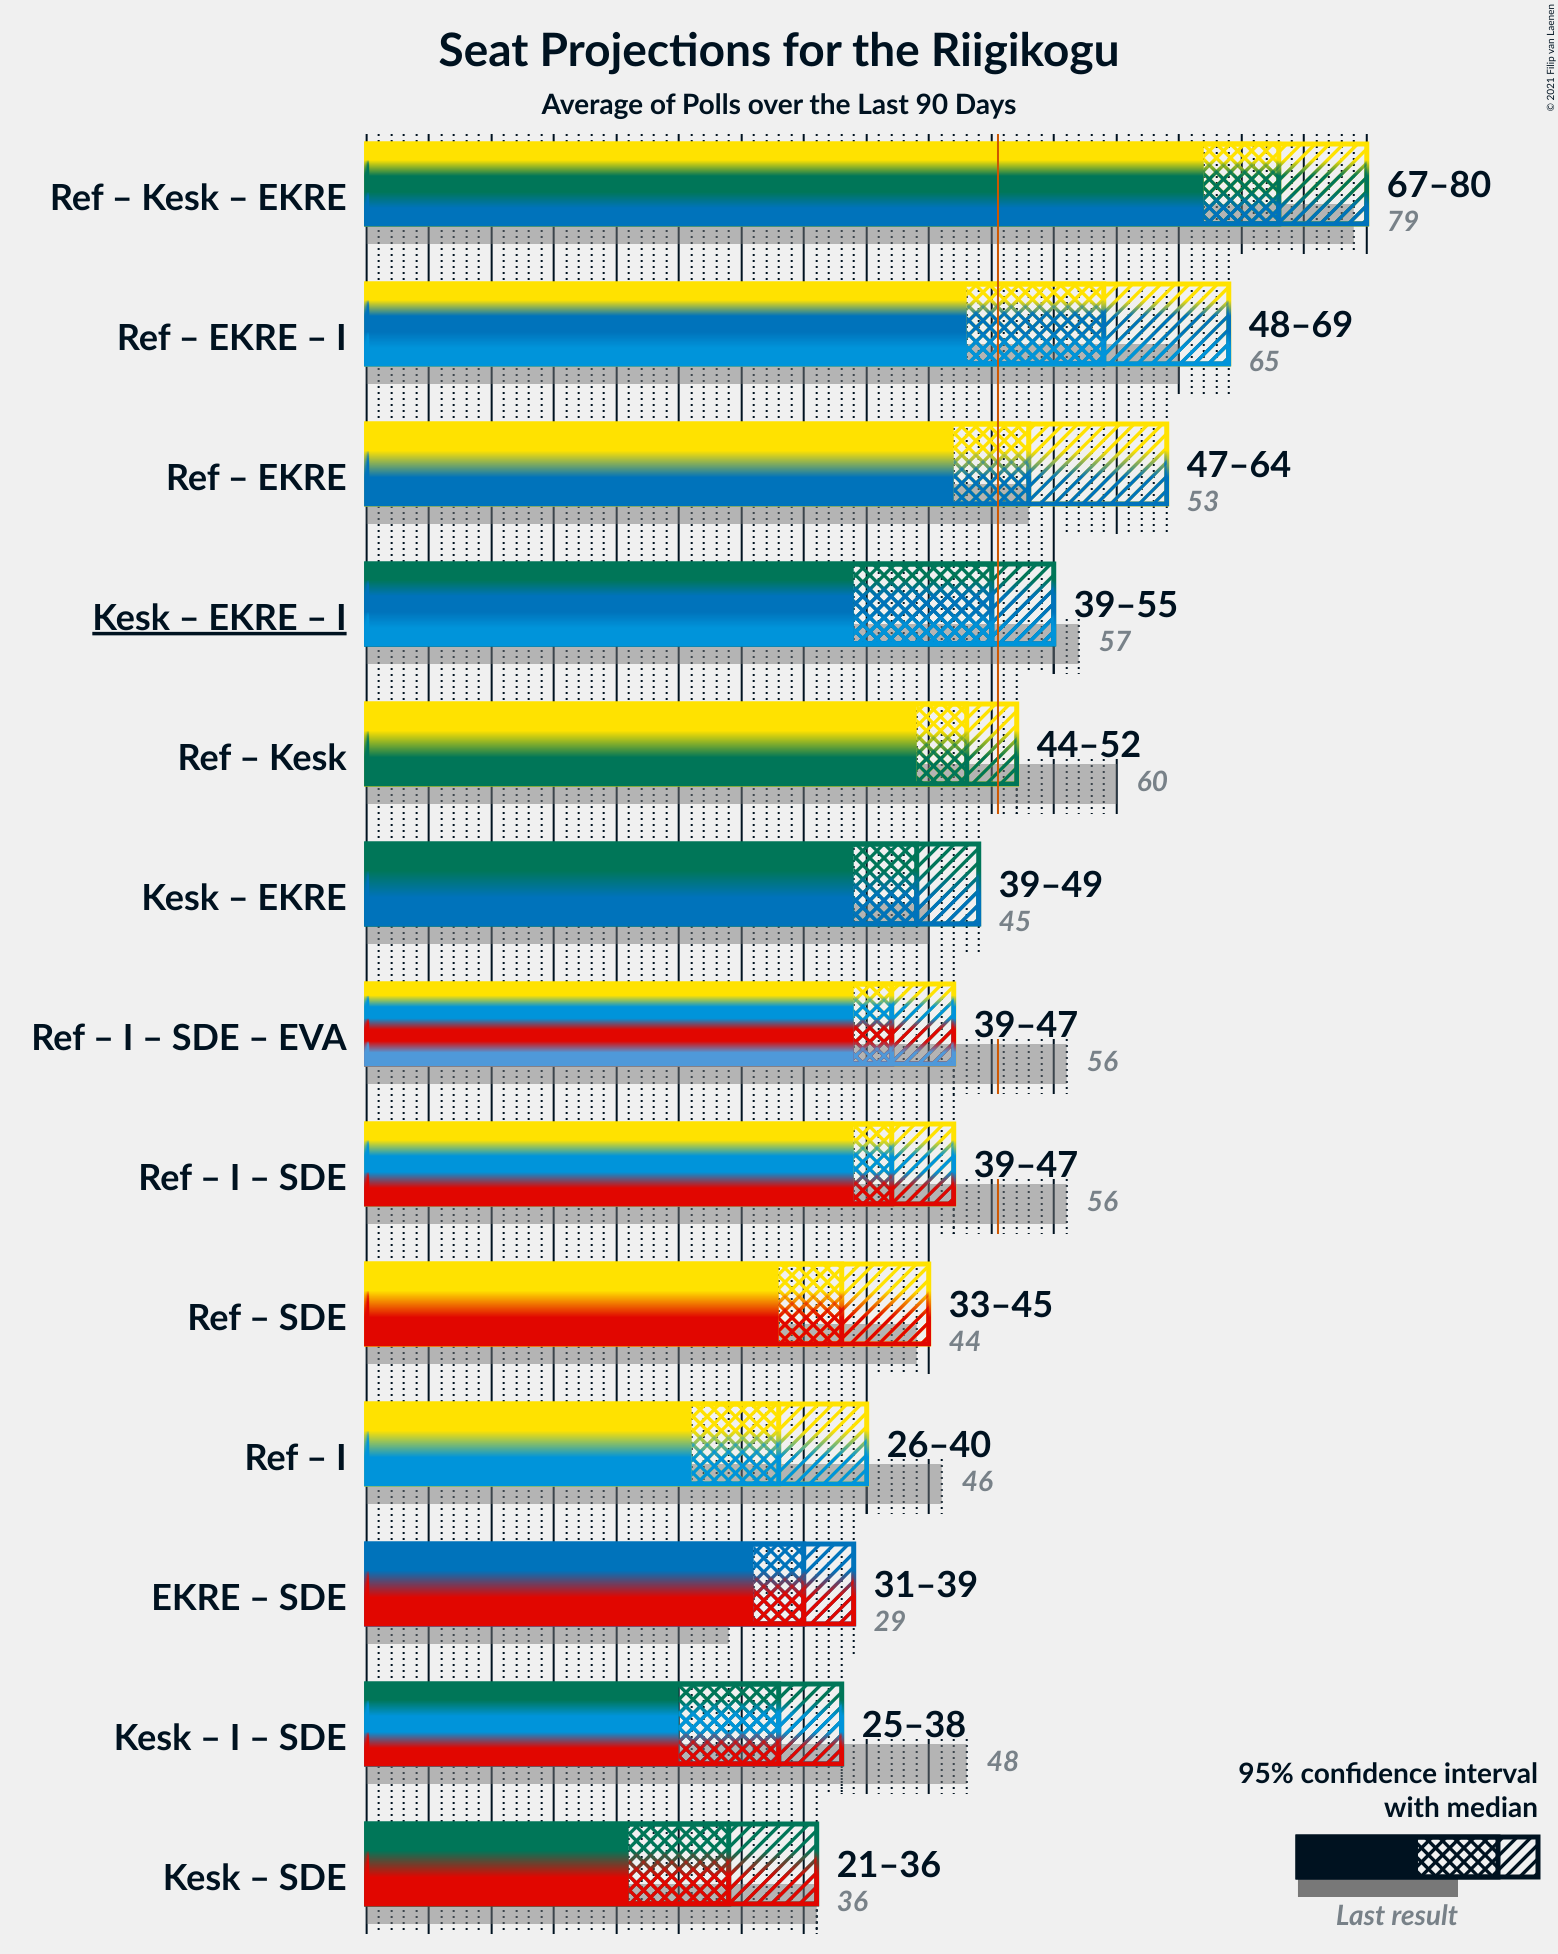 Seat Projections for the Riigikogu
Average of Polls over the Last 90 Days
© 2021 Filip van Laenen
Ref – Kesk – EKRE
67–80
79
Ref – EKRE – I
48–69
65
Ref – EKRE
47–64
53
Kesk – EKRE – I
39–55
57
Ref – Kesk
44–52
60
Kesk – EKRE
39–49
45
Ref – I – SDE – EVA
39–47
56
Ref – I – SDE
39–47
56
Ref – SDE
33–45
44
Ref – I
26–40
46
EKRE – SDE
31–39
29
Kesk – I – SDE
25–38
48
Kesk – SDE
21–36
36
95% confidence interval
with median
Last result